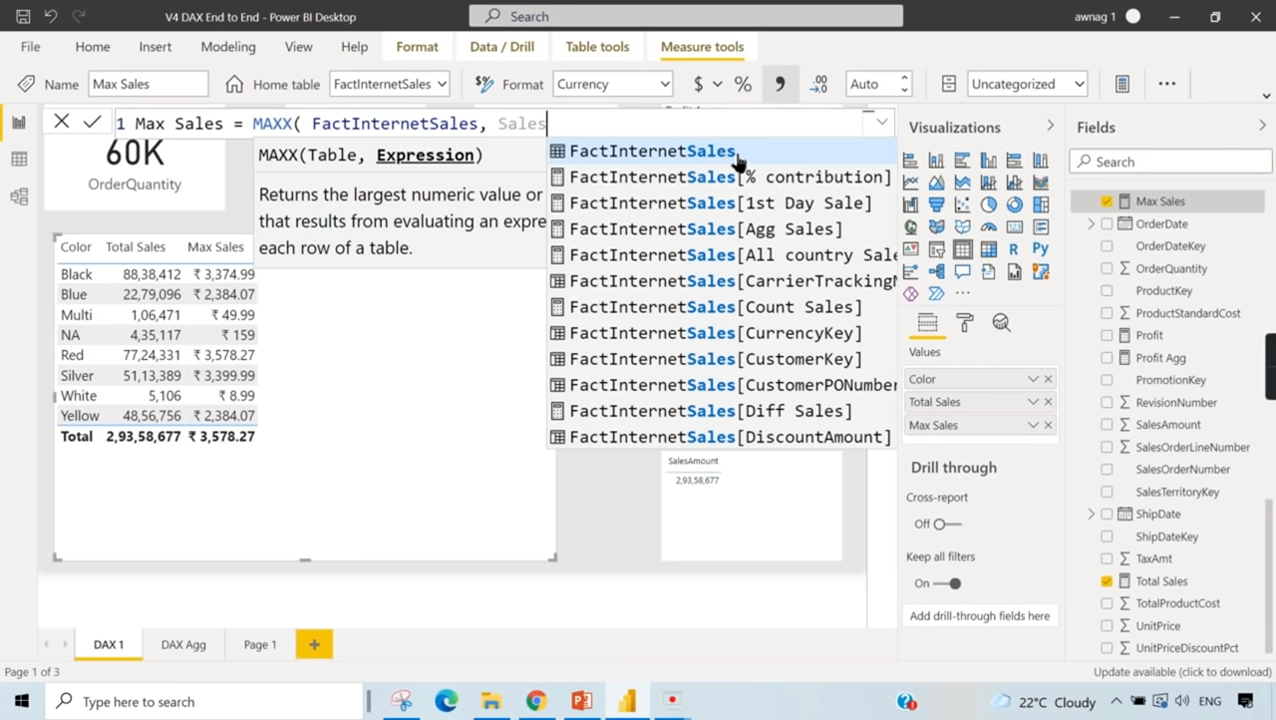 V4 DAX End to End - Power BI Desktop
Search
awnag 1
File Home Insert Modeling View Help Format Data / Drill Table tools Measure tools
Name Max Sales Home table FactInternetSales Format Currency $ % Auto Uncategorized
1 Max Sales = MAXX( FactInternetSales, Sales
MAXX(Table, Expression)
Returns the largest numeric value or
that results from evaluating an expre
each row of a table.
FactInternetSales
FactInternetSales[% contribution]
FactInternetSales[1st Day Sale]
FactInternetSales[Agg Sales]
FactInternetSales[All country Sale
FactInternetSales[CarrierTrackingN
FactInternetSales[Count Sales]
FactInternetSales[CurrencyKey]
FactInternetSales[CustomerKey]
FactInternetSales[CustomerPONumber
FactInternetSales[Diff Sales]
FactInternetSales[DiscountAmount]
60K
OrderQuantity
Color Total Sales Max Sales
Black 88,38,412 ₹ 3,374.99
Blue 22,79,096 ₹ 2,384.07
Multi 1,06,471 ₹ 49.99
NA 4,35,117 ₹ 159
Red 77,24,331 ₹ 3,578.27
Silver 51,13,389 ₹ 3,399.99
White 5,106 ₹ 8.99
Yellow 48,56,756 ₹ 2,384.07
Total 2,93,58,677 ₹ 3,578.27
SalesAmount
2,93,58,677
Visualizations
R Py
Values
Color
Total Sales
Max Sales
Drill through
Cross-report
Off
Keep all filters
On
Add drill-through fields here
Fields
Search
Max Sales
OrderDate
OrderDateKey
OrderQuantity
ProductKey
ProductStandardCost
Profit
Profit Agg
PromotionKey
RevisionNumber
SalesAmount
SalesOrderLineNumber
SalesOrderNumber
SalesTerritoryKey
ShipDate
ShipDateKey
TaxAmt
Total Sales
TotalProductCost
UnitPrice
UnitPriceDiscountPct
DAX 1 DAX Agg Page 1
Page 1 of 3
Update available (click to download)
Type here to search
22°C Cloudy
ENG